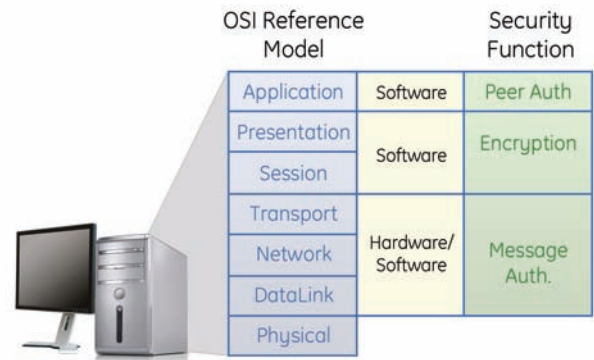 OSI Reference
Model
Security
Function
Application
Software
Peer Auth
Presentation
Session
Software
Encryption
Transport
Network
DataLink
Hardware/
Software
Message
Auth.
Physical